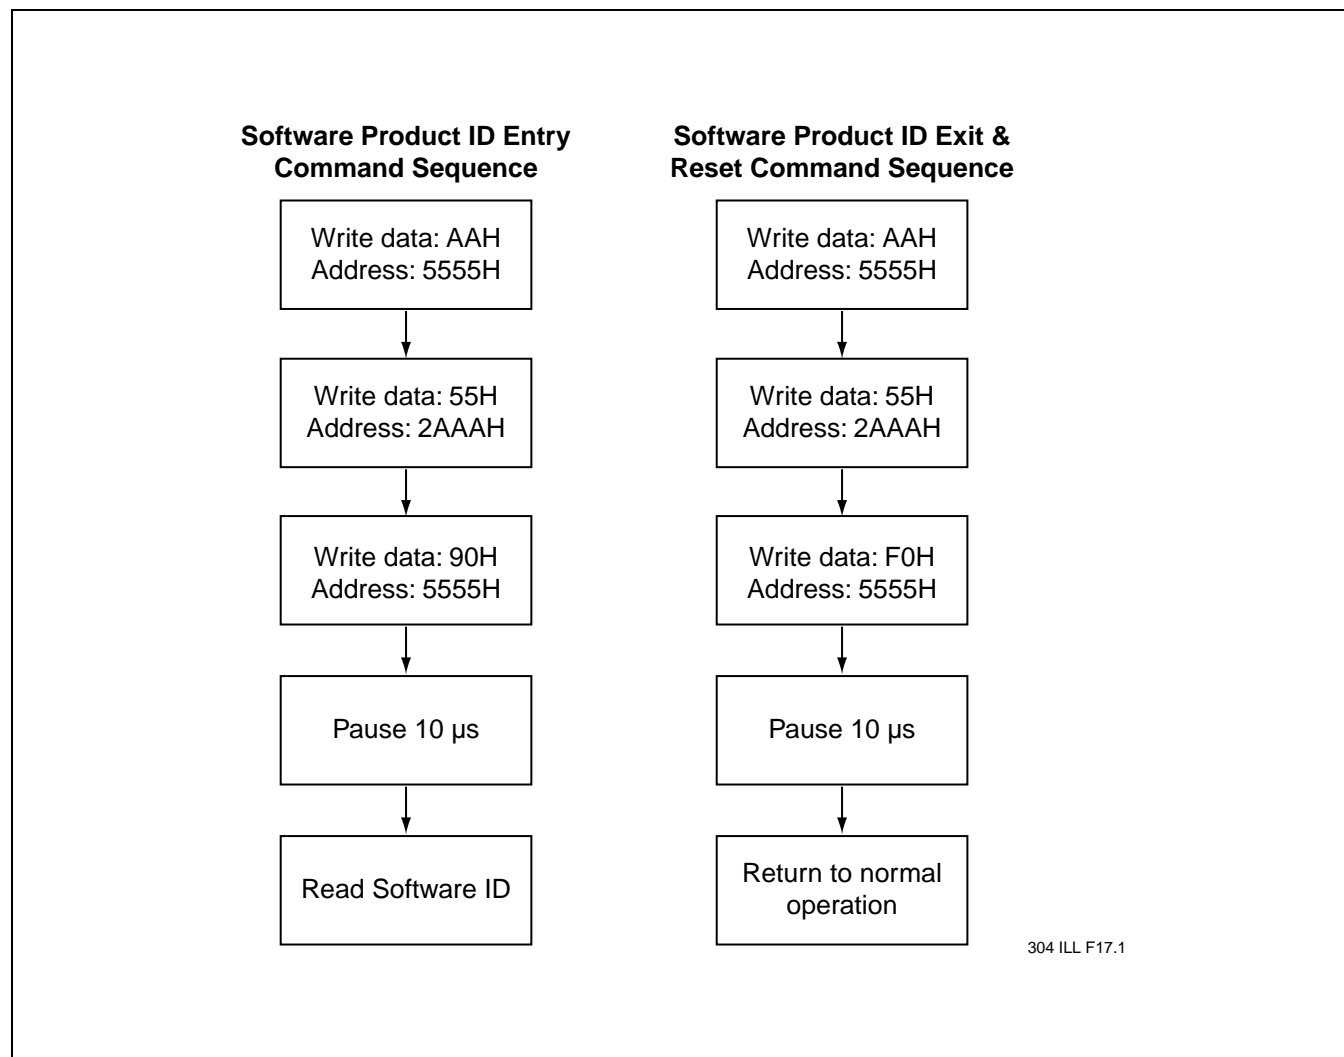 Software Product ID Entry
Command Sequence
Write data: AAH
Address: 5555H
Write data: 55H
Address: 2AAAH
Write data: 90H
Address: 5555H
Pause 10 µs
Read Software ID
Software Product ID Exit &
Reset Command Sequence
Write data: AAH
Address: 5555H
Write data: 55H
Address: 2AAAH
Write data: F0H
Address: 5555H
Pause 10 µs
Return to normal
operation
304 ILL F17.1